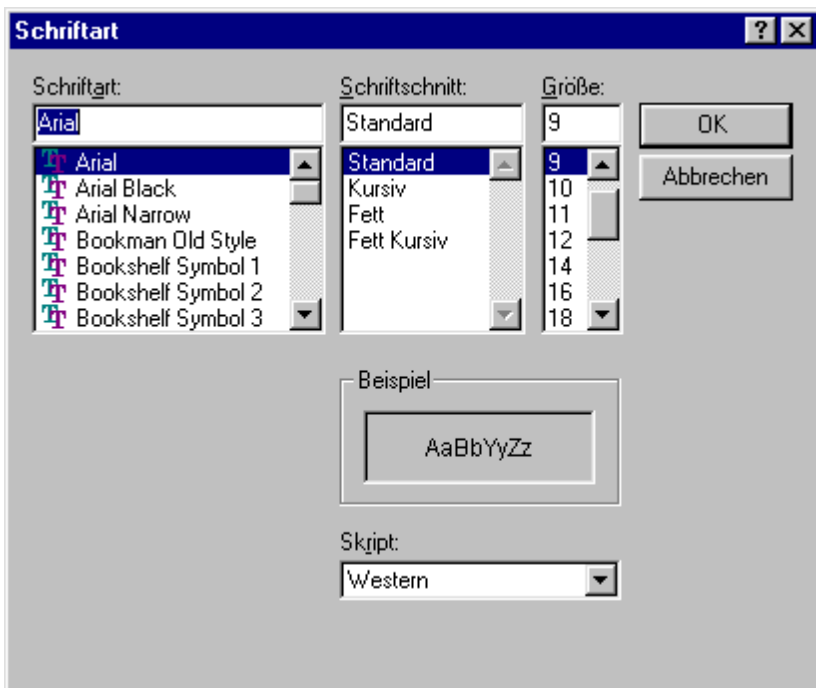 Schriftart
Schriftart:
Arial
Arial
Arial Black
Arial Narrow
Bookman Old Style
Bookshelf Symbol 1
Bookshelf Symbol 2
Bookshelf Symbol 3
Schriftschnitt:
Standard
Standard
Kursiv
Fett
Fett Kursiv
Größe:
9
9
10
11
12
14
16
18
OK
Abbrechen
Beispiel
AaBbYyZz
Skript:
Western